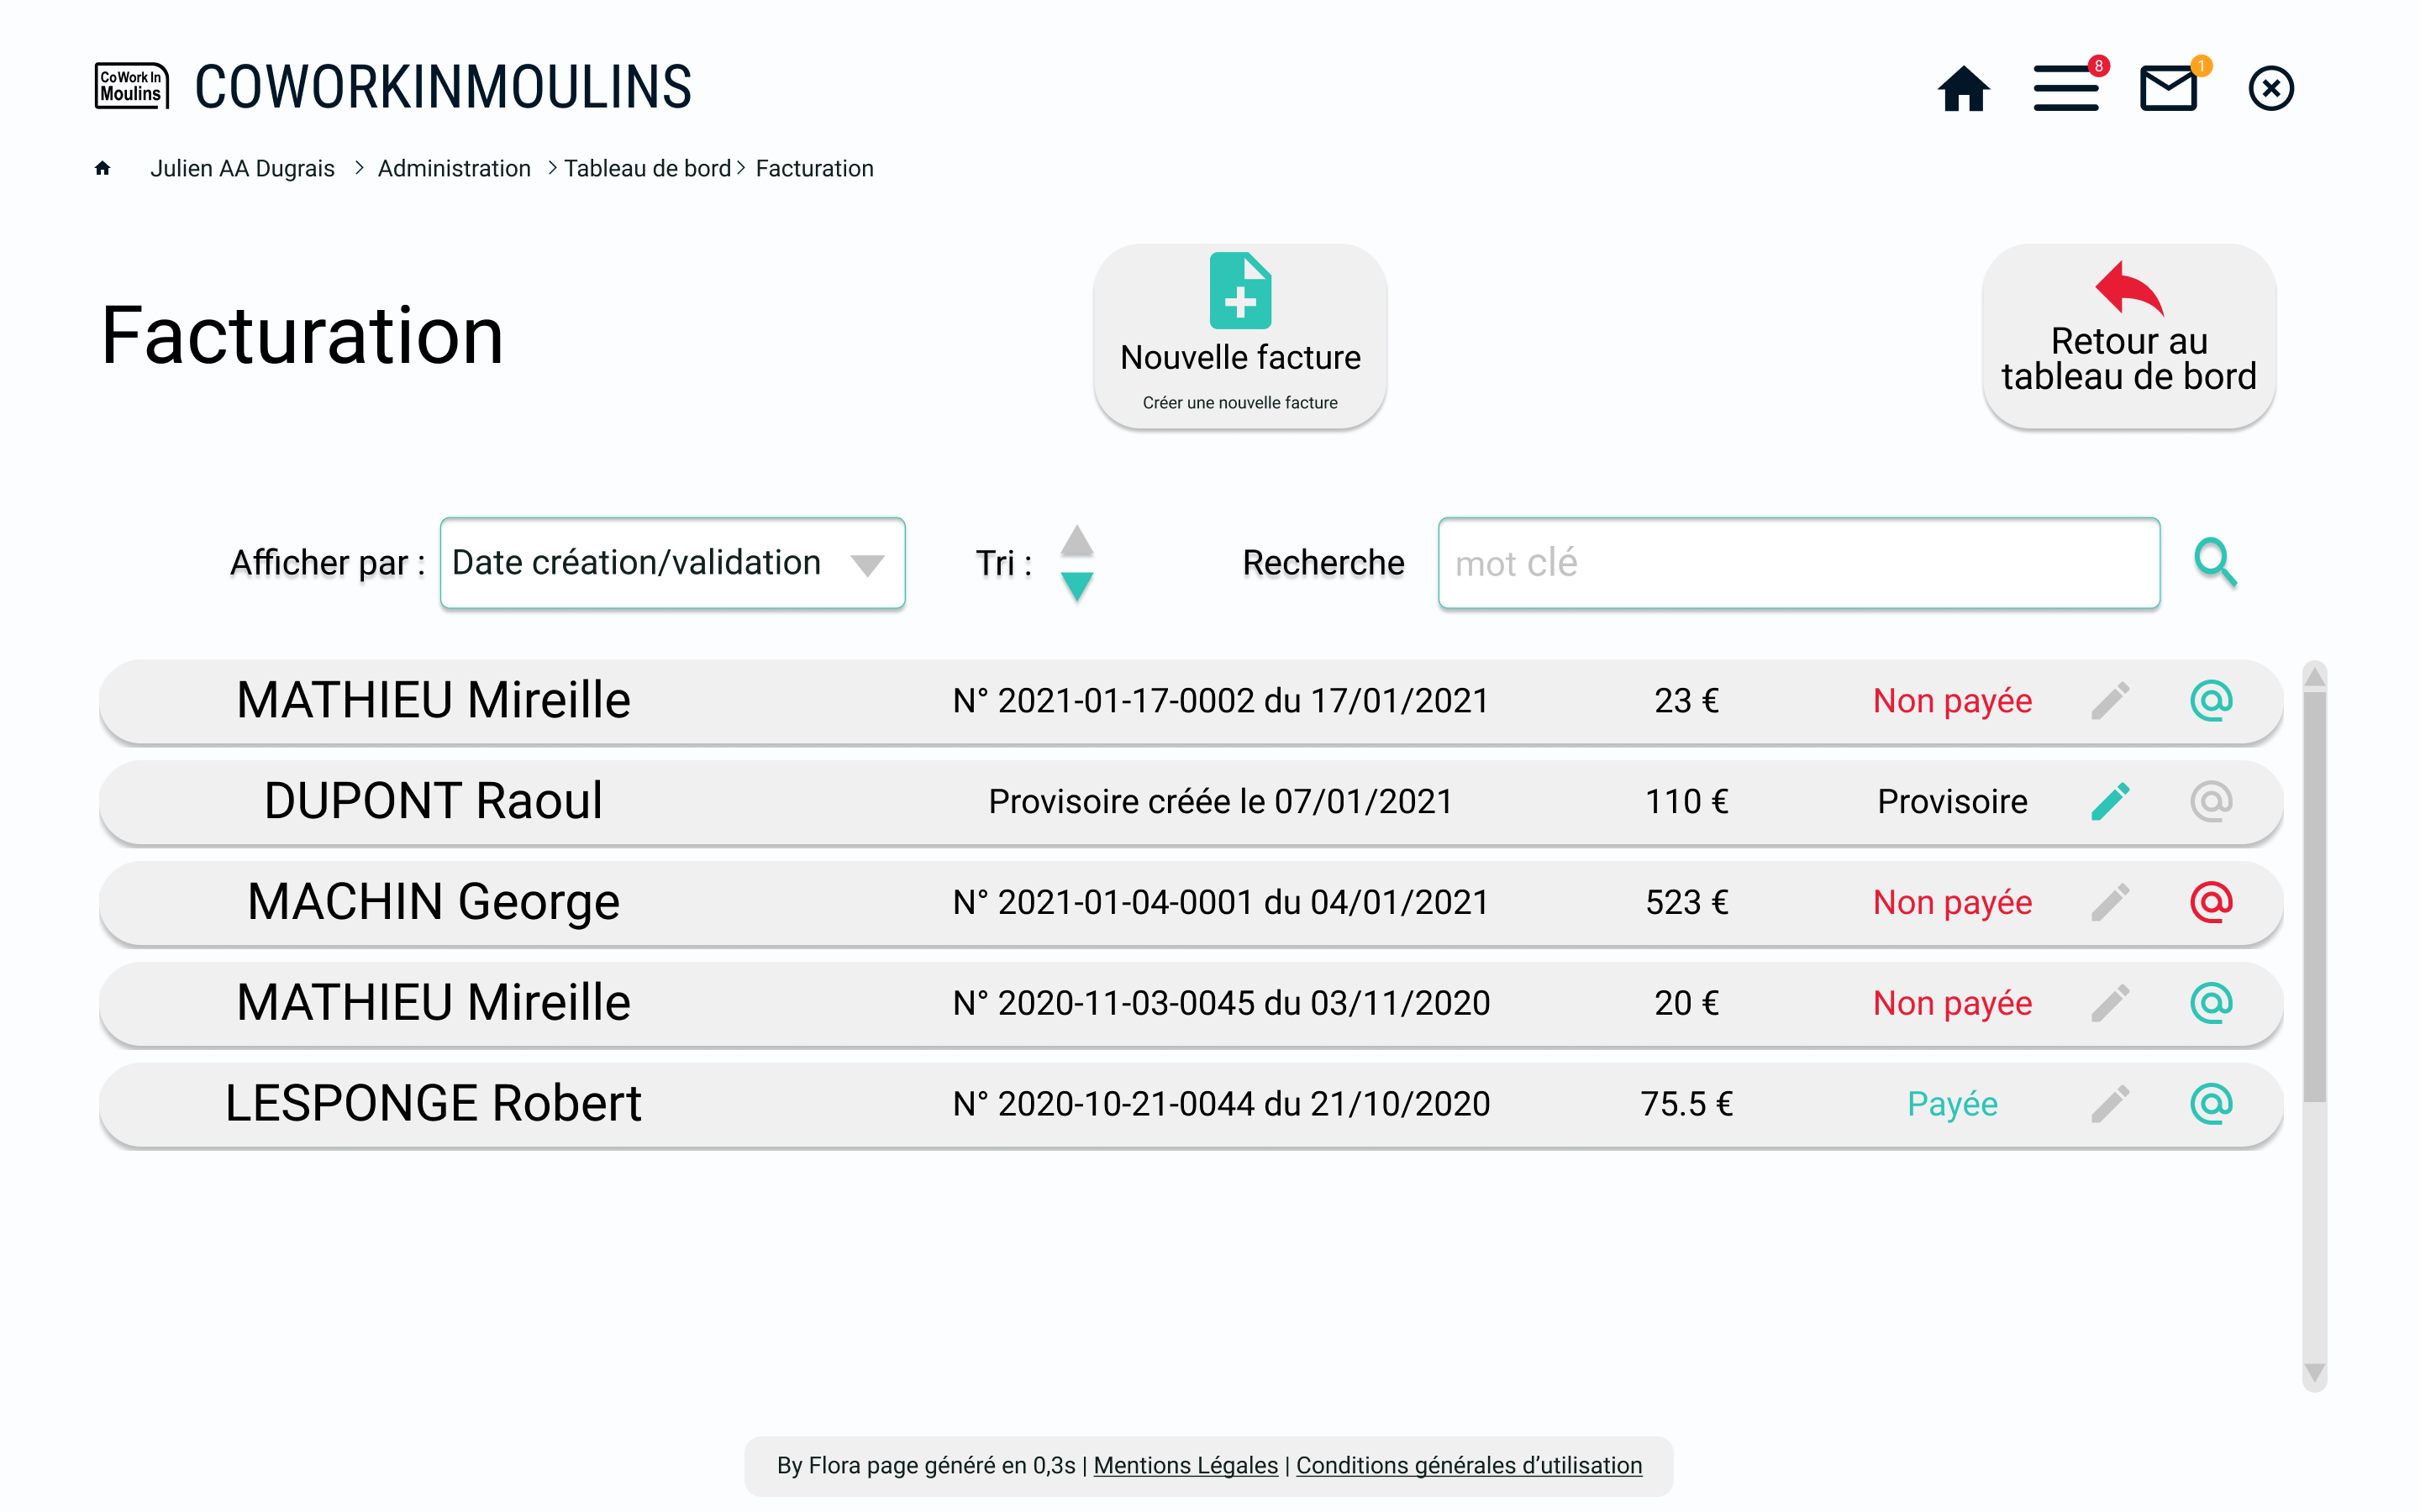 CoWork In
Moulins
COWORKINMOULINS
8
1
Julien AA Dugrais > Administration > Tableau de bord > Facturation
Facturation
Nouvelle facture
Créer une nouvelle facture
Retour au
tableau de bord
Afficher par : Date création/validation Tri : Recherche mot clé
MATHIEU Mireille N° 2021-01-17-0002 du 17/01/2021 23 € Non payée
DUPONT Raoul Provisoire créée le 07/01/2021 110 € Provisoire
MACHIN George N° 2021-01-04-0001 du 04/01/2021 523 € Non payée
MATHIEU Mireille N° 2020-11-03-0045 du 03/11/2020 20 € Non payée
LESPONGE Robert N° 2020-10-21-0044 du 21/10/2020 75.5 € Payée
By Flora page généré en 0,3s | Mentions Légales | Conditions générales d’utilisation